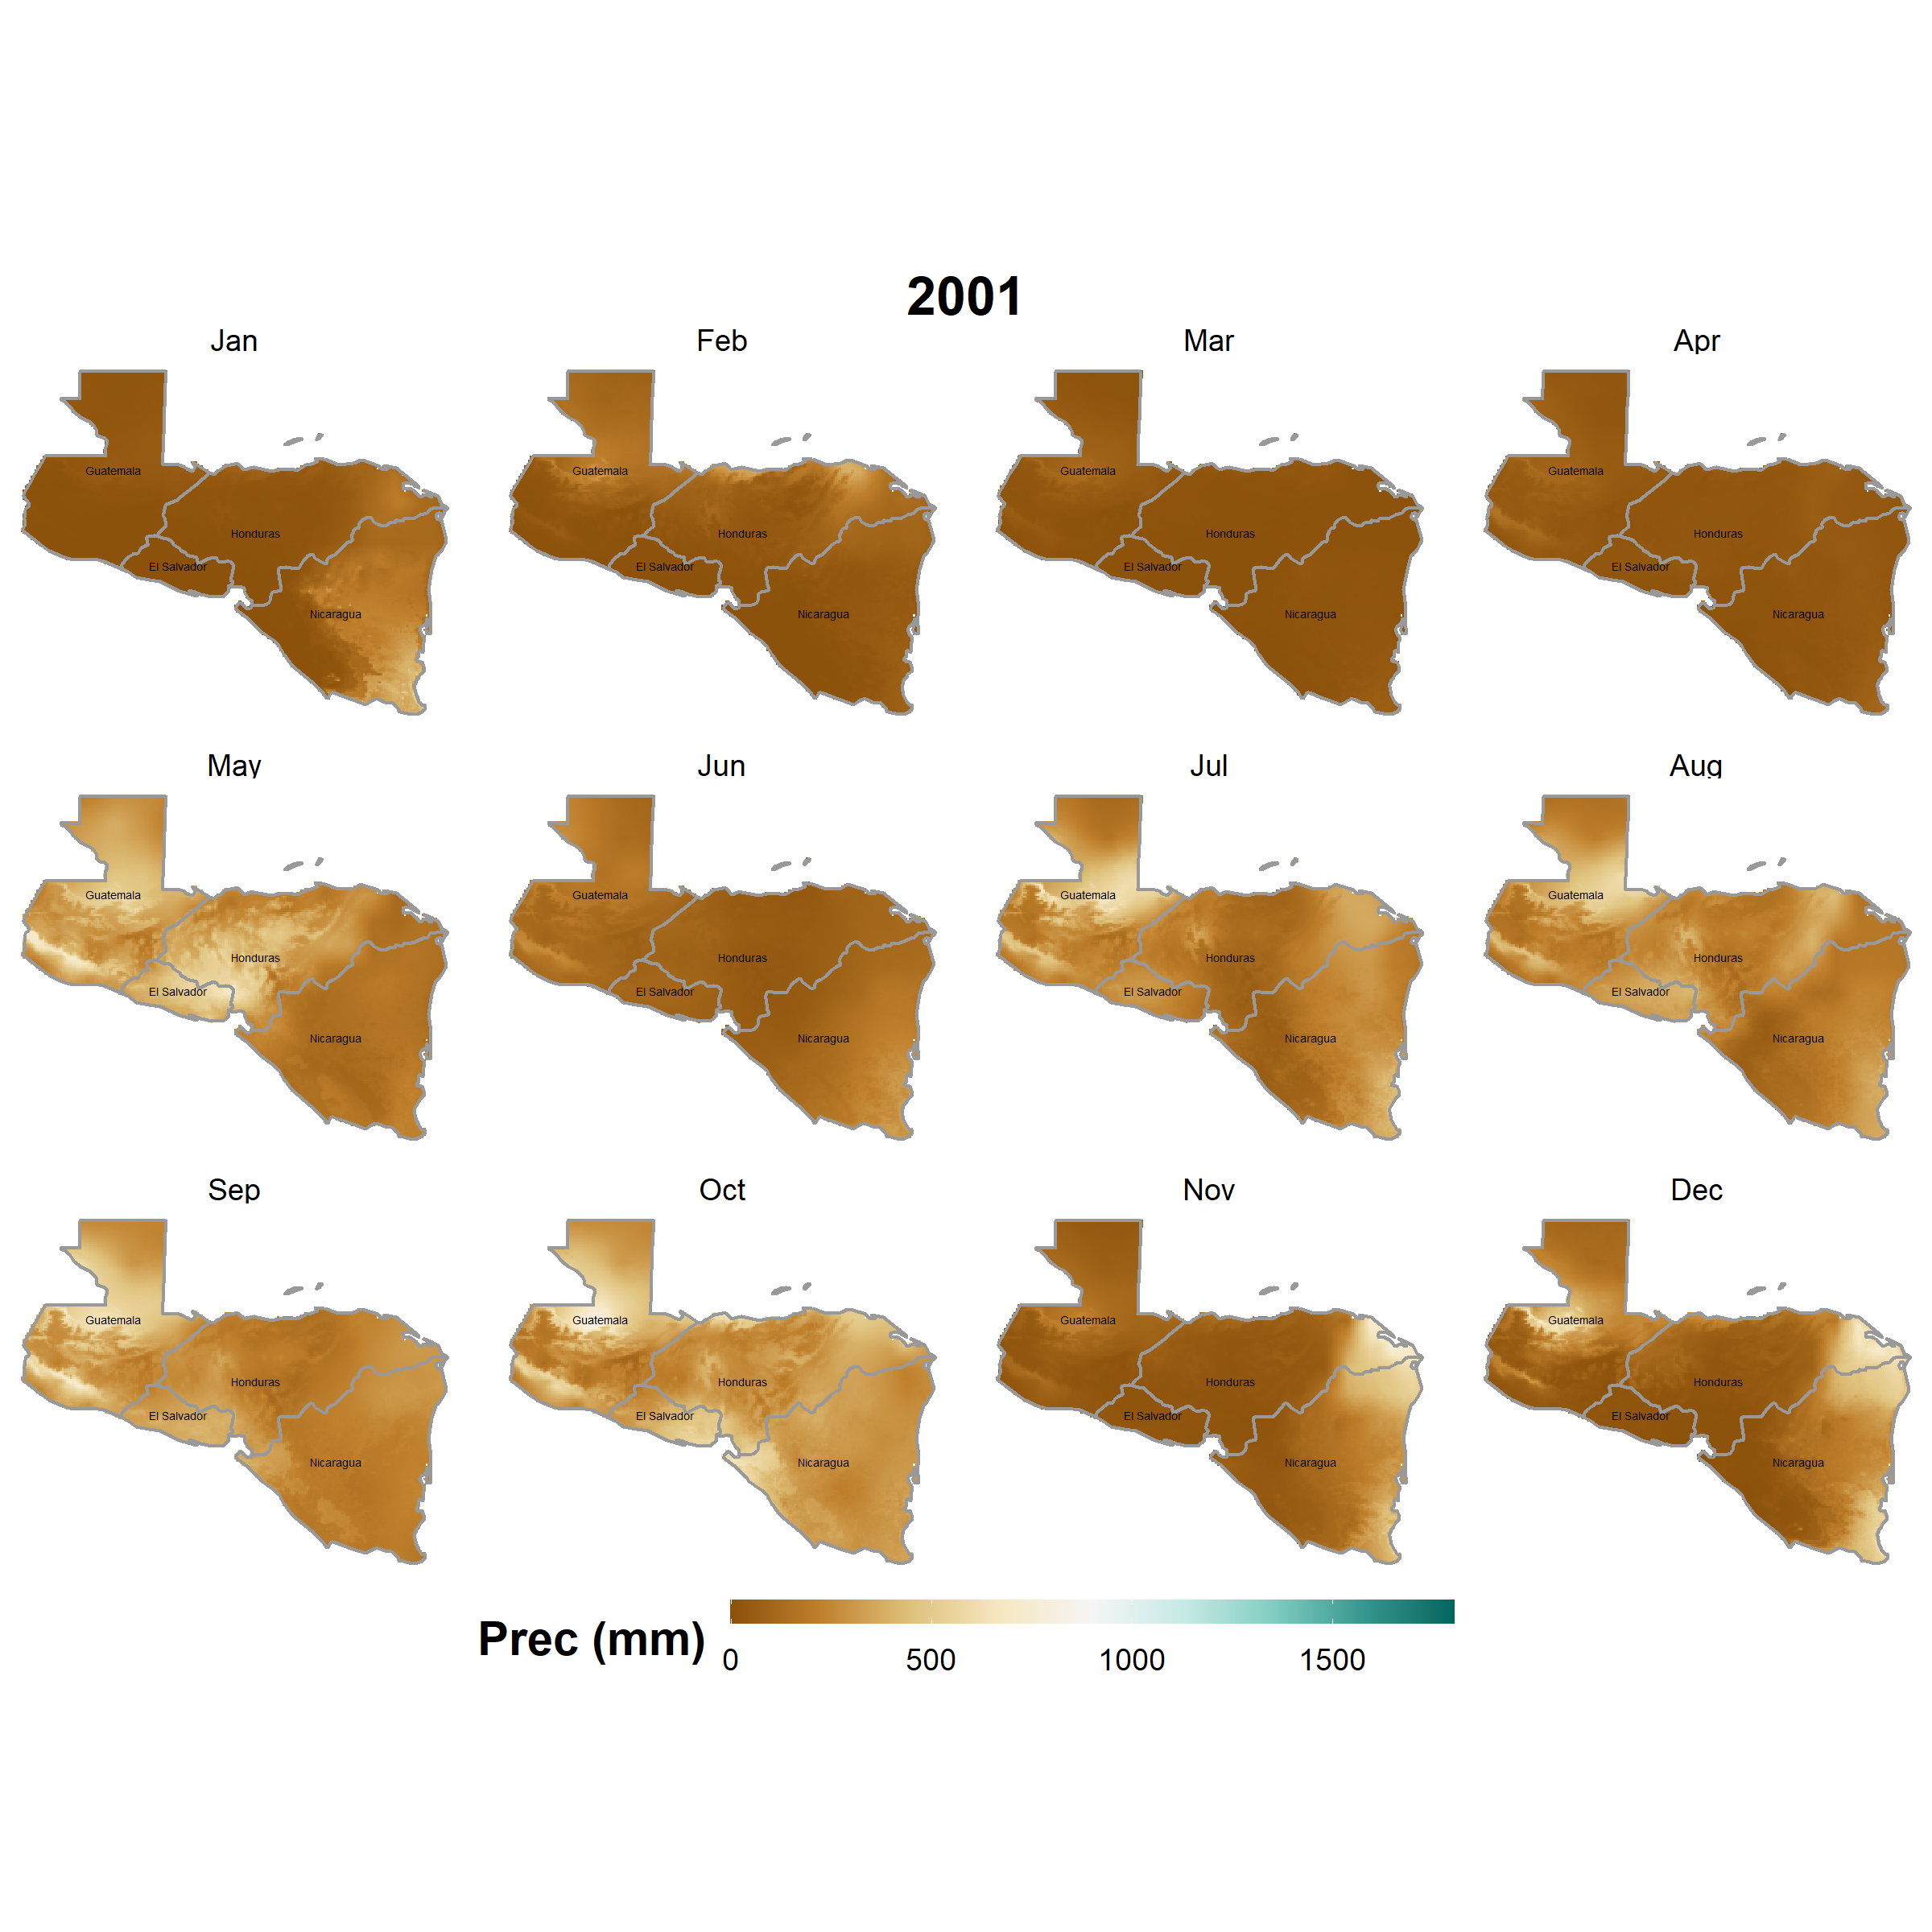 2001
Jan Feb Mar Apr
Guatemala Guatemala Guatemala Guatemala
Honduras Honduras Honduras Honduras
El Salvador El Salvador El Salvador El Salvador
Nicaragua Nicaragua Nicaragua Nicaragua
May Jun Jul Aug
Guatemala Guatemala Guatemala Guatemala
Honduras Honduras Honduras Honduras
El Salvador El Salvador El Salvador El Salvador
Nicaragua Nicaragua Nicaragua Nicaragua
Sep Oct Nov Dec
Guatemala Guatemala Guatemala Guatemala
Honduras Honduras Honduras Honduras
El Salvador El Salvador El Salvador El Salvador
Nicaragua Nicaragua Nicaragua Nicaragua
Prec (mm)
0 500 1000 1500